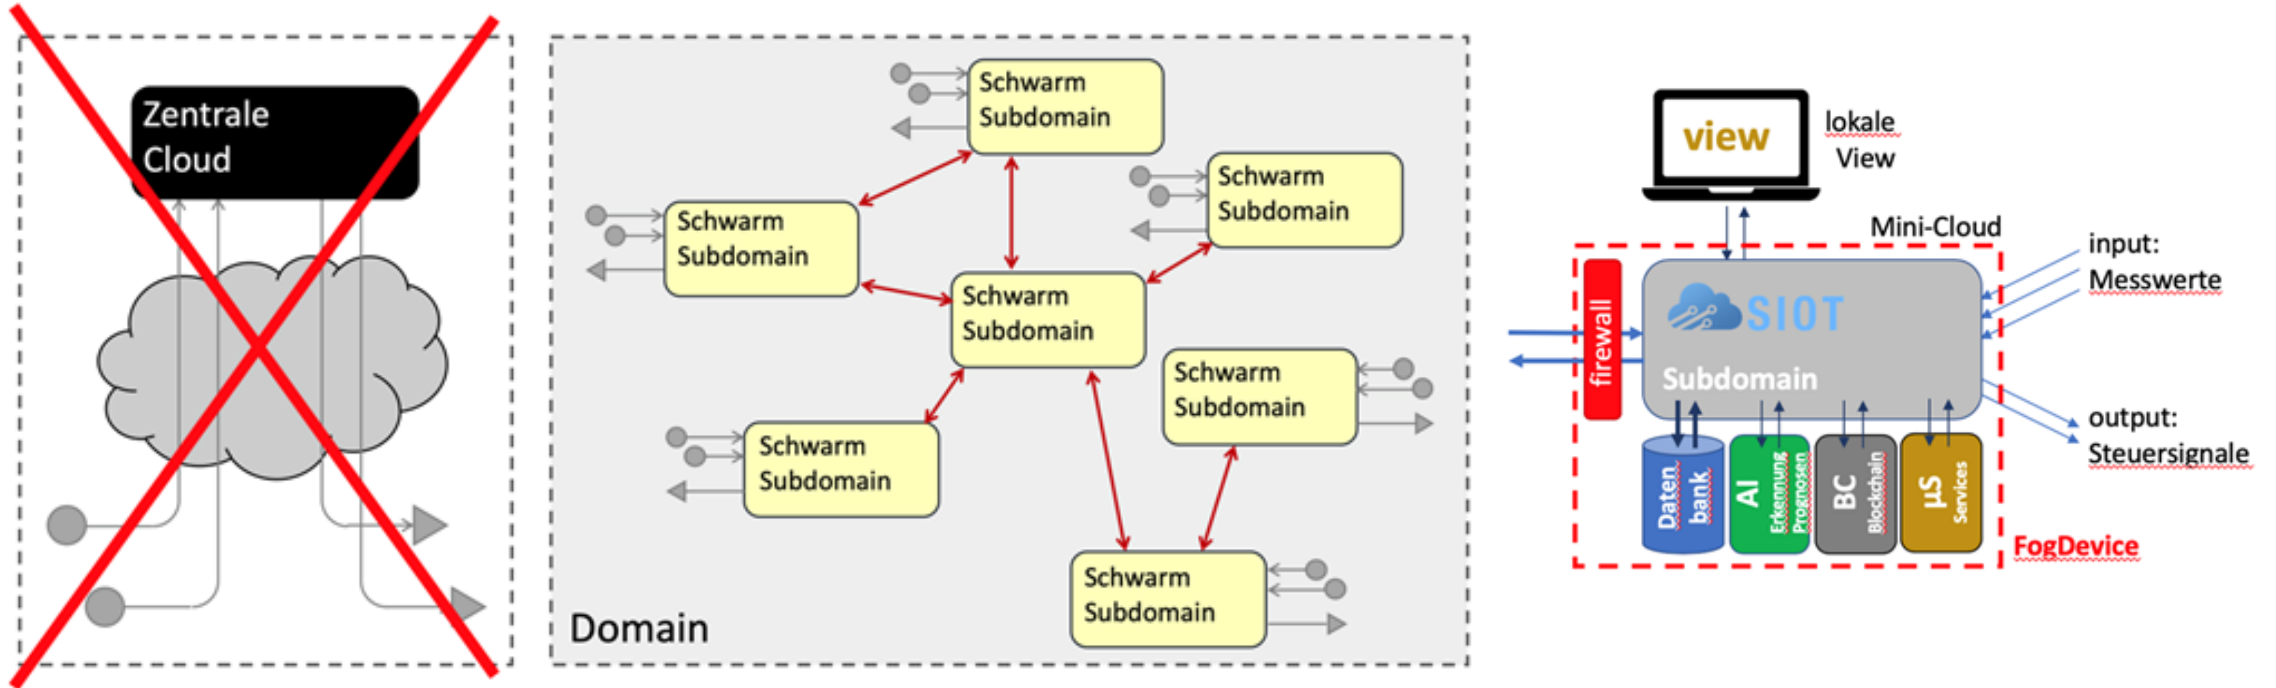 Zentrale
Cloud
Schwarm
Subdomain
Schwarm
Subdomain
Schwarm
Subdomain
Schwarm
Subdomain
Schwarm
Subdomain
Schwarm
Subdomain
Schwarm
Subdomain
Domain
view
lokale
View
Mini-Cloud
input:
Messwerte
firewall
SIOT
Subdomain
output:
Steuersignale
Daten
bank
AI
Erkennung
Prognosen
BC
Blockchain
µS
Services
FogDevice